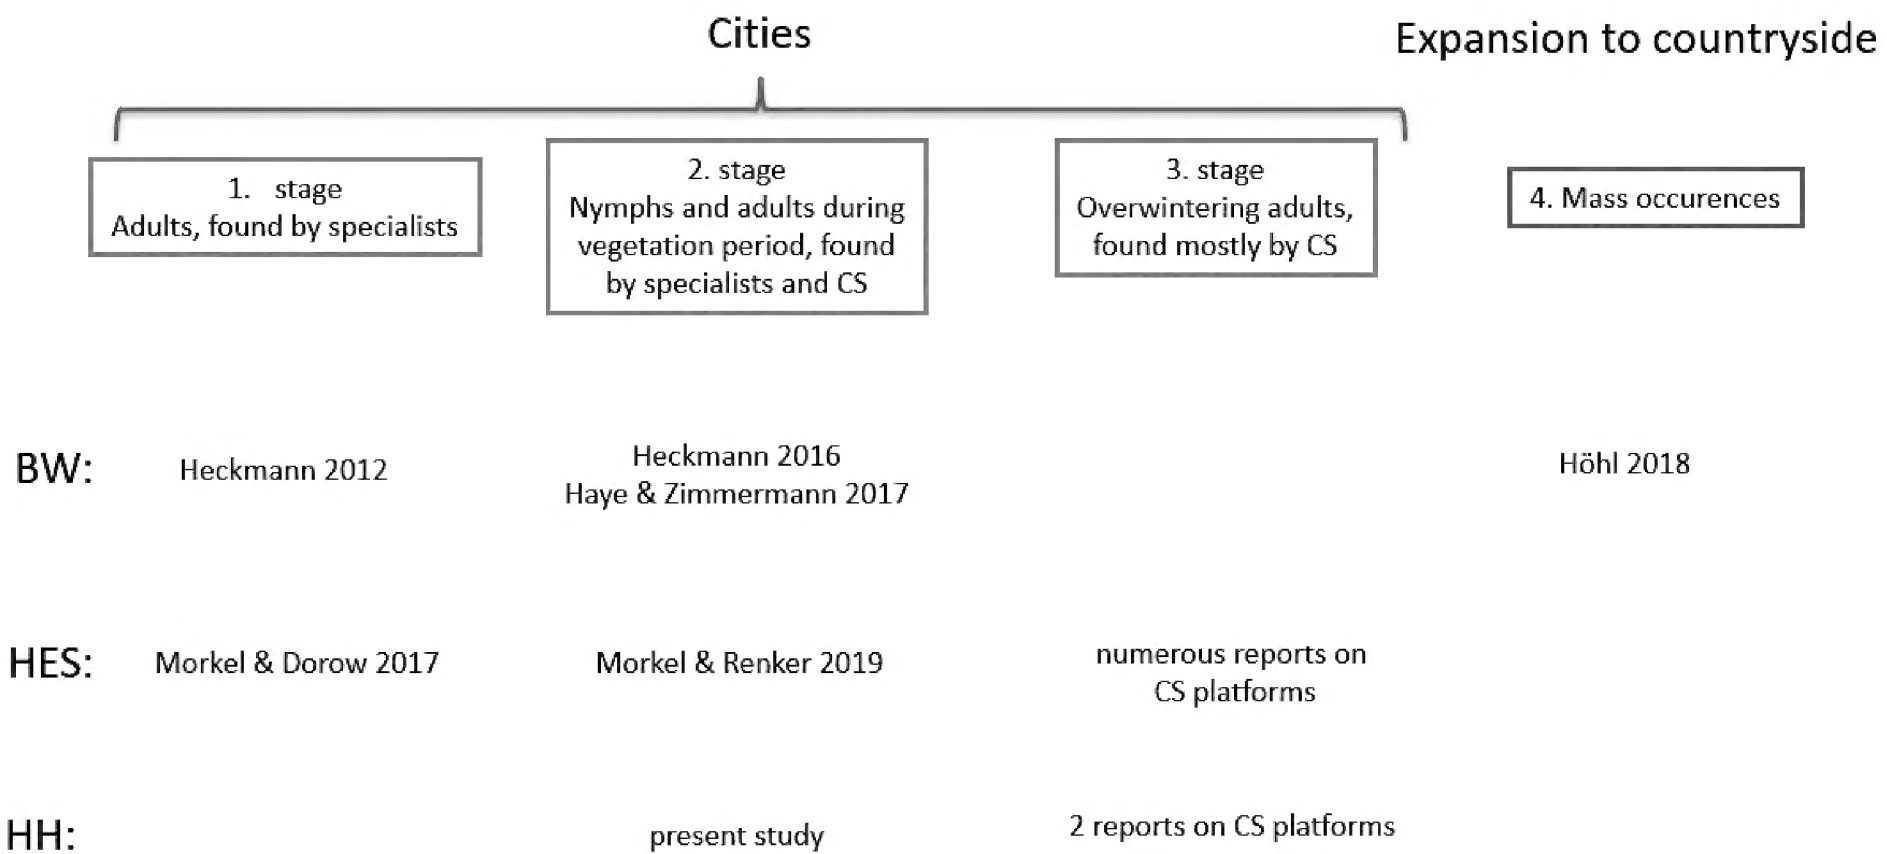 Cities
Expansion to countryside
1. stage
Adults, found by specialists
2. stage
Nymphs and adults during
vegetation period, found
by specialists and CS
3. stage
Overwintering adults,
found mostly by CS
4. Mass occurences
BW:
Heckmann 2012
Heckmann 2016
Haye & Zimmermann 2017
Höhl 2018
HES:
Morkel & Dorow 2017
Morkel & Renker 2019
numerous reports on
CS platforms
HH:
present study
2 reports on CS platforms